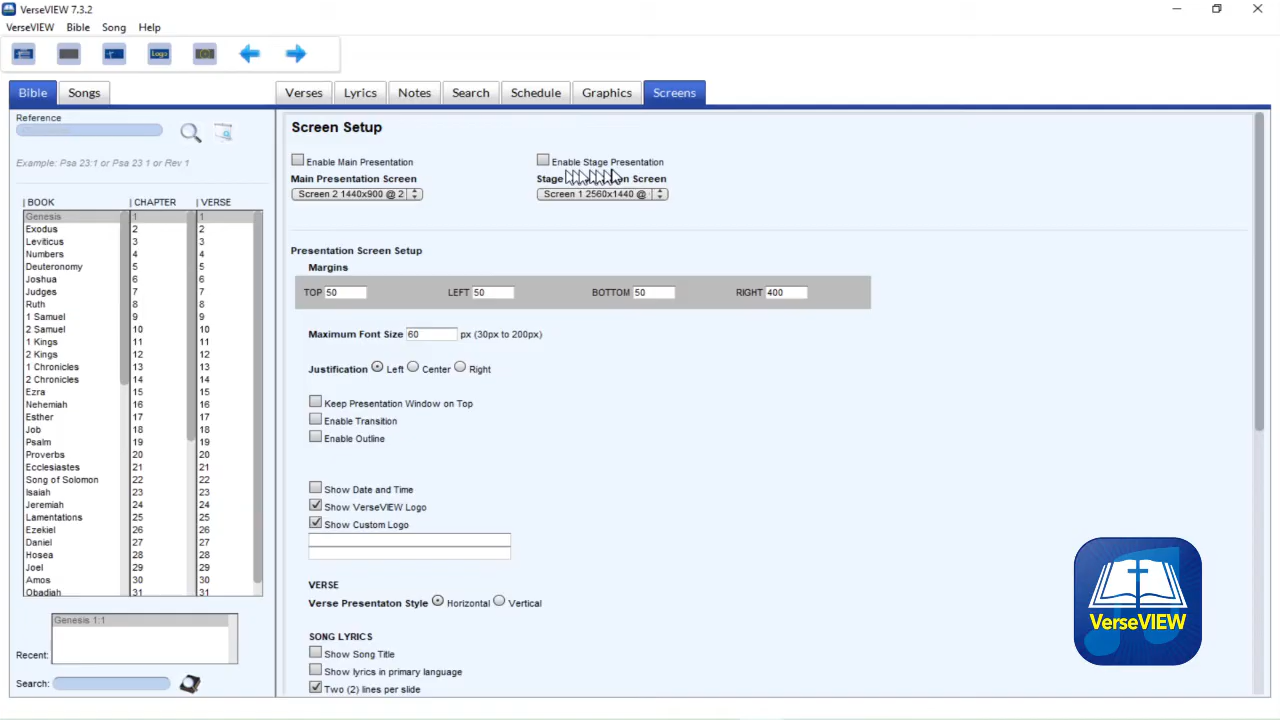 VerseVIEW 7.3.2
VerseVIEW Bible Song Help
Logo
Bible Songs
Verses Lyrics Notes Search Schedule Graphics Screens
Reference
Example: Psa 23:1 or Psa 23 1 or Rev 1
| BOOK | CHAPTER | VERSE
Genesis 1 1
Exodus 2 2
Leviticus 3 3
Numbers 4 4
Deuteronomy 5 5
Joshua 6 6
Judges 7 7
Ruth 8 8
1 Samuel 9 9
2 Samuel 10 10
1 Kings 11 11
2 Kings 12 12
1 Chronicles 13 13
2 Chronicles 14 14
Ezra 15 15
Nehemiah 16 16
Esther 17 17
Job 18 18
Psalm 19 19
Proverbs 20 20
Ecclesiastes 21 21
Song of Solomon 22 22
Isaiah 23 23
Jeremiah 24 24
Lamentations 25 25
Ezekiel 26 26
Daniel 27 27
Hosea 28 28
Joel 29 29
Amos 30 30
Obadiah 31 31
Recent:
Genesis 1:1
Search:
Screen Setup
Enable Main Presentation Enable Stage Presentation
Main Presentation Screen Stage Screen
Screen 2 1440x900 @ 2 Screen 1 2560x1440 @
Presentation Screen Setup
Margins
TOP 50 LEFT 50 BOTTOM 50 RIGHT 400
Maximum Font Size 60 px (30px to 200px)
Justification Left Center Right
Keep Presentation Window on Top
Enable Transition
Enable Outline
Show Date and Time
Show VerseVIEW Logo
Show Custom Logo
VERSE
Verse Presentaton Style Horizontal Vertical
SONG LYRICS
Show Song Title
Show lyrics in primary language
Two (2) lines per slide
VerseVIEW